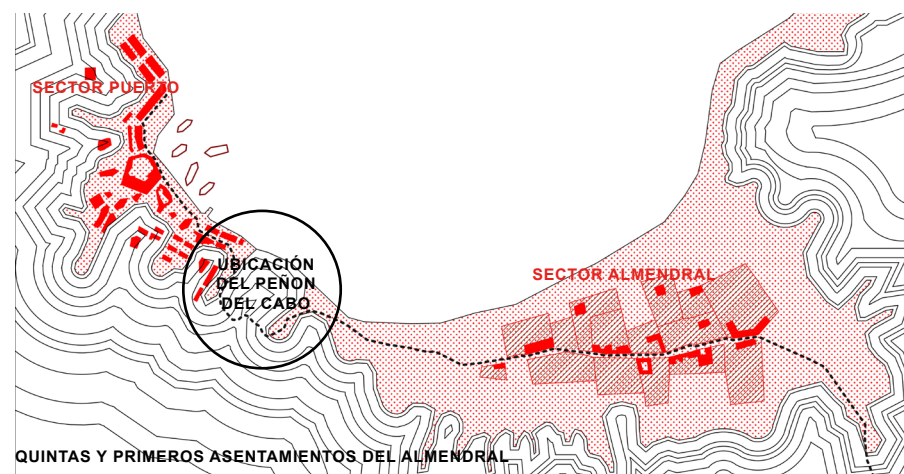 SECTOR PUERTO
UBICACIÓN
DEL PEÑON
DEL CABO
SECTOR ALMENDRAL
QUINTAS Y PRIMEROS ASENTAMIENTOS DEL ALMENDRAL